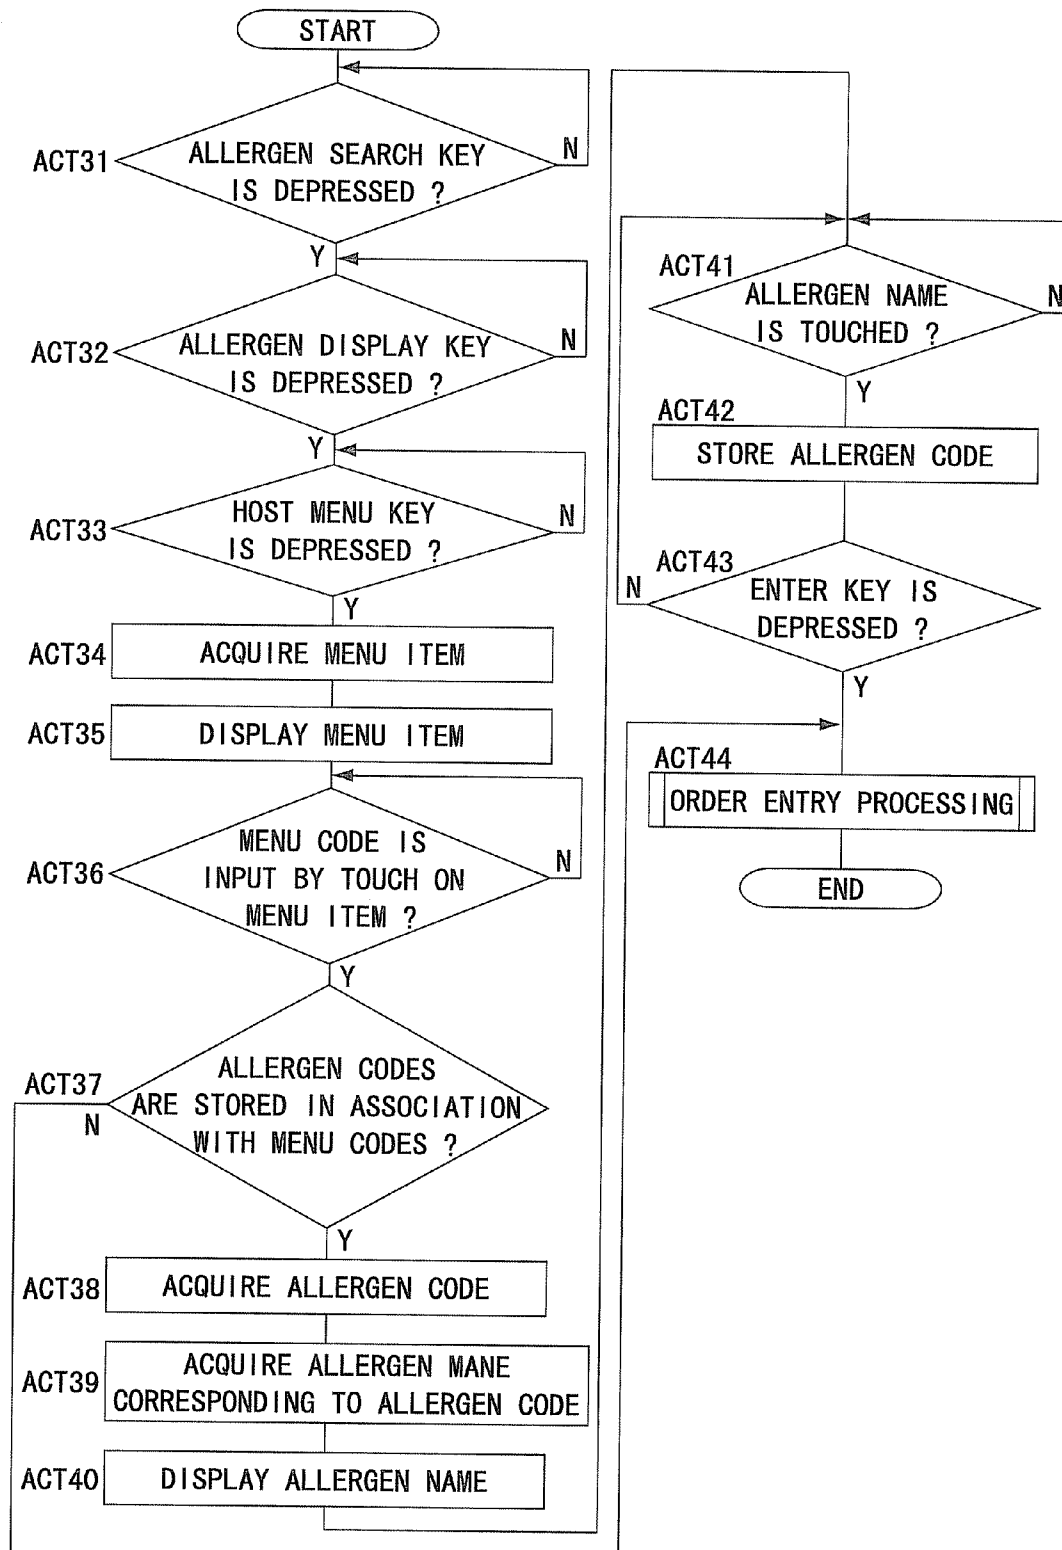 START
ACT31
ALLERGEN SEARCH KEY
IS DEPRESSED ?
N
Y
ACT32
ALLERGEN DISPLAY KEY
IS DEPRESSED ?
N
Y
ACT33
HOST MENU KEY
IS DEPRESSED ?
N
Y
ACT34
ACQUIRE MENU ITEM
ACT35
DISPLAY MENU ITEM
ACT36
MENU CODE IS
INPUT BY TOUCH ON
MENU ITEM ?
N
Y
ACT37
ALLERGEN CODES
ARE STORED IN ASSOCIATION
WITH MENU CODES ?
N
Y
ACT38
ACQUIRE ALLERGEN CODE
ACT39
ACQUIRE ALLERGEN MANE
CORRESPONDING TO ALLERGEN CODE
ACT40
DISPLAY ALLERGEN NAME
ACT41
ALLERGEN NAME
IS TOUCHED ?
N
Y
ACT42
STORE ALLERGEN CODE
ACT43
ENTER KEY IS
DEPRESSED ?
N
Y
ACT44
ORDER ENTRY PROCESSING
END